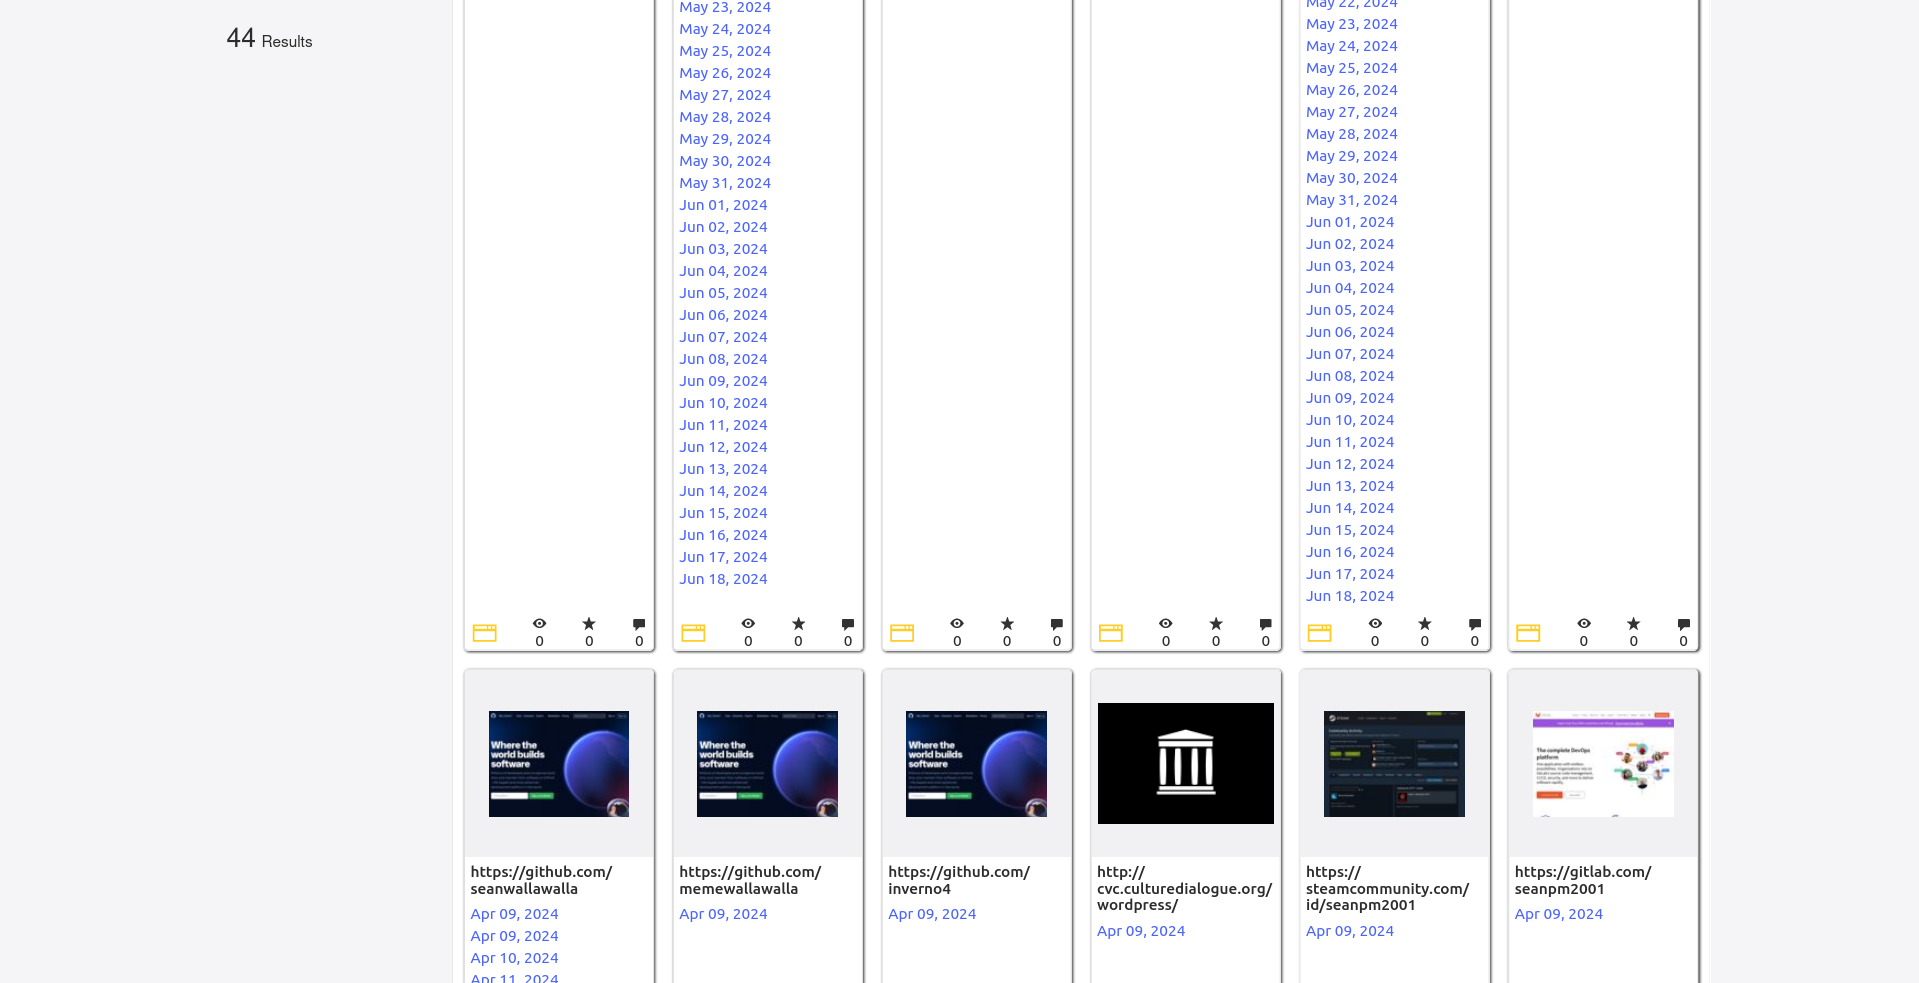 44 Results
May 23, 2024
May 24, 2024
May 25, 2024
May 26, 2024
May 27, 2024
May 28, 2024
May 29, 2024
May 30, 2024
May 31, 2024
Jun 01, 2024
Jun 02, 2024
Jun 03, 2024
Jun 04, 2024
Jun 05, 2024
Jun 06, 2024
Jun 07, 2024
Jun 08, 2024
Jun 09, 2024
Jun 10, 2024
Jun 11, 2024
Jun 12, 2024
Jun 13, 2024
Jun 14, 2024
Jun 15, 2024
Jun 16, 2024
Jun 17, 2024
Jun 18, 2024
May 22, 2024
May 23, 2024
May 24, 2024
May 25, 2024
May 26, 2024
May 27, 2024
May 28, 2024
May 29, 2024
May 30, 2024
May 31, 2024
Jun 01, 2024
Jun 02, 2024
Jun 03, 2024
Jun 04, 2024
Jun 05, 2024
Jun 06, 2024
Jun 07, 2024
Jun 08, 2024
Jun 09, 2024
Jun 10, 2024
Jun 11, 2024
Jun 12, 2024
Jun 13, 2024
Jun 14, 2024
Jun 15, 2024
Jun 16, 2024
Jun 17, 2024
Jun 18, 2024
0 0 0
0 0 0
0 0 0
0 0 0
0 0 0
0 0 0
Where the
world builds
software
https://github.com/
seanwallawalla
Apr 09, 2024
Apr 09, 2024
Apr 10, 2024
Apr 11, 2024
Where the
world builds
software
https://github.com/
memewallawalla
Apr 09, 2024
Where the
world builds
software
https://github.com/
inverno4
Apr 09, 2024
http://
cvc.culturedialogue.org/
wordpress/
Apr 09, 2024
https://
steamcommunity.com/
id/seanpm2001
Apr 09, 2024
The complete DevOps
platform
https://gitlab.com/
seanpm2001
Apr 09, 2024